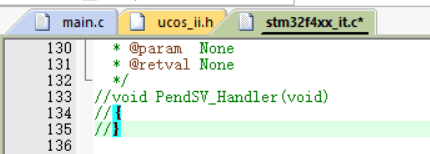 main.c ucos_ii.h stm32f4xx_it.c*
130 * @param None
131 * @retval None
132 */
133 //void PendSV_Handler(void)
134 //{
135 //}
136